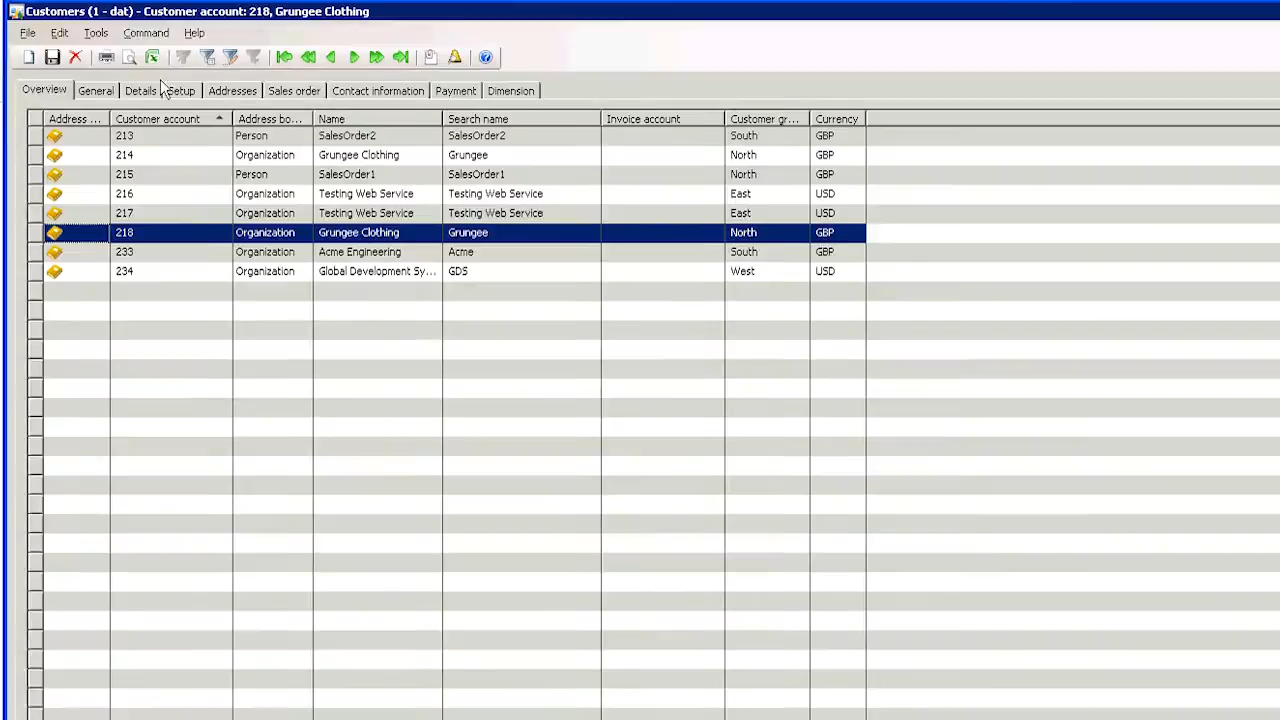 Customers (1 - dat) - Customer account: 218, Grungee Clothing
File Edit Tools Command Help
Overview General Details Setup Addresses Sales order Contact information Payment Dimension
Address ... Customer account Address bo... Name Search name Invoice account Customer gr... Currency
213 Person SalesOrder2 SalesOrder2 South GBP
214 Organization Grungee Clothing Grungee North GBP
215 Person SalesOrder1 SalesOrder1 North GBP
216 Organization Testing Web Service Testing Web Service East USD
217 Organization Testing Web Service Testing Web Service East USD
218 Organization Grungee Clothing Grungee North GBP
233 Organization Acme Engineering Acme South GBP
234 Organization Global Development Sy... GDS West USD